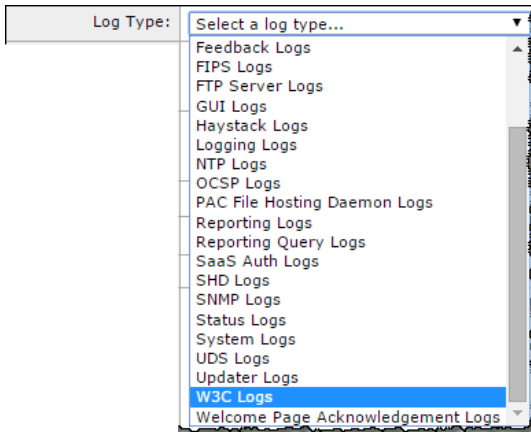 Log Type:
Select a log type...
Feedback Logs
FIPS Logs
FTP Server Logs
GUI Logs
Haystack Logs
Logging Logs
NTP Logs
OCSP Logs
PAC File Hosting Daemon Logs
Reporting Logs
Reporting Query Logs
SaaS Auth Logs
SHD Logs
SNMP Logs
Status Logs
System Logs
UDS Logs
Updater Logs
W3C Logs
Welcome Page Acknowledgement Logs